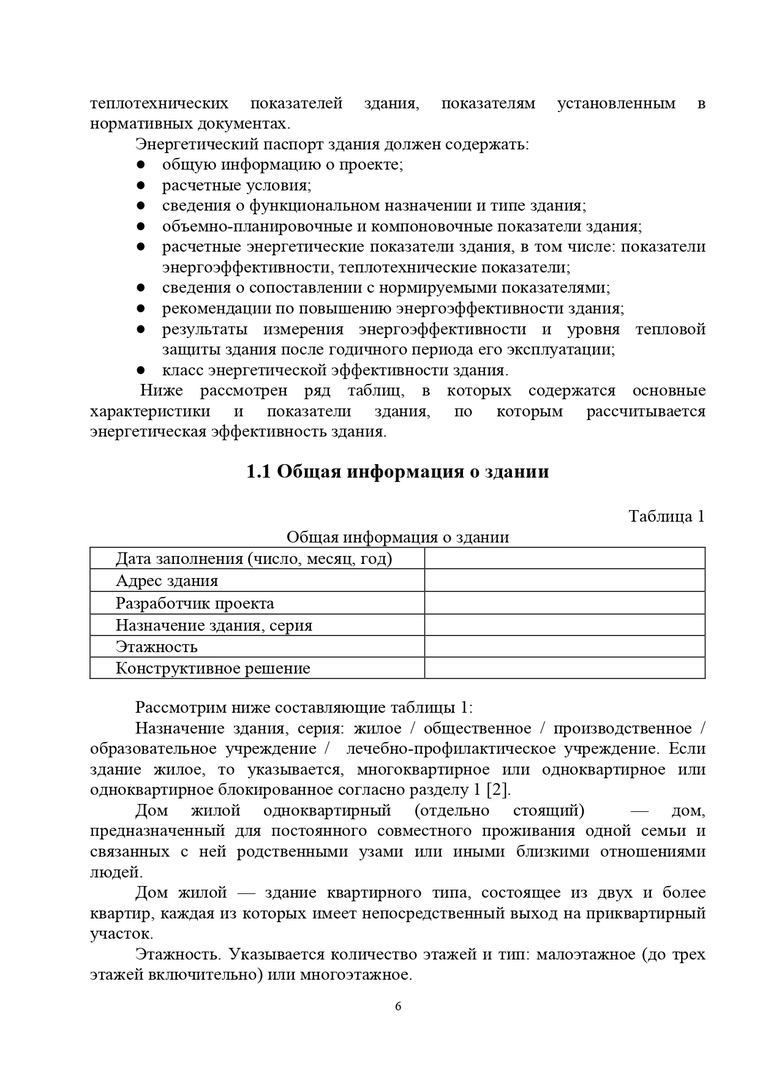 теплотехнических показателей здания, показателям установленным в
нормативных документах.
Энергетический паспорт здания должен содержать:
● общую информацию о проекте;
● расчетные условия;
● сведения о функциональном назначении и типе здания;
● объемно-планировочные и компоновочные показатели здания;
● расчетные энергетические показатели здания, в том числе: показатели
энергоэффективности, теплотехнические показатели;
● сведения о сопоставлении с нормируемыми показателями;
● рекомендации по повышению энергоэффективности здания;
● результаты измерения энергоэффективности и уровня тепловой
защиты здания после годичного периода его эксплуатации;
● класс энергетической эффективности здания.
Ниже рассмотрен ряд таблиц, в которых содержатся основные
характеристики и показатели здания, по которым рассчитывается
энергетическая эффективность здания.
1.1 Общая информация о здании
Таблица 1
Общая информация о здании
Дата заполнения (число, месяц, год)
Адрес здания
Разработчик проекта
Назначение здания, серия
Этажность
Конструктивное решение
Рассмотрим ниже составляющие таблицы 1:
Назначение здания, серия: жилое / общественное / производственное /
образовательное учреждение / лечебно-профилактическое учреждение. Если
здание жилое, то указывается, многоквартирное или одноквартирное или
одноквартирное блокированное согласно разделу 1 [2].
Дом жилой одноквартирный (отдельно стоящий) — дом,
предназначенный для постоянного совместного проживания одной семьи и
связанных с ней родственными узами или иными близкими отношениями
людей.
Дом жилой — здание квартирного типа, состоящее из двух и более
квартир, каждая из которых имеет непосредственный выход на приквартирный
участок.
Этажность. Указывается количество этажей и тип: малоэтажное (до трех
этажей включительно) или многоэтажное.
6